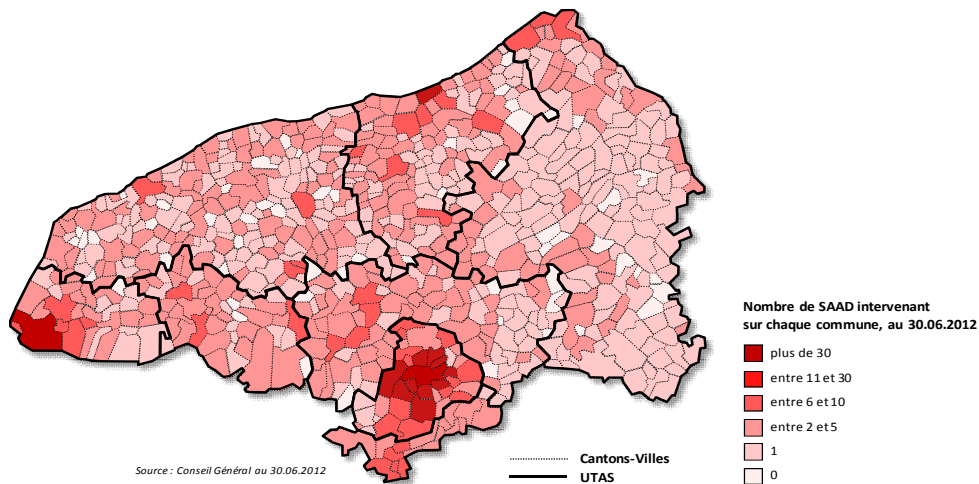 Nombre de SAAD intervenant
sur chaque commune, au 30.06.2012
plus de 30
entre 11 et 30
entre 6 et 10
entre 2 et 5
1
0
Source : Conseil Général au 30.06.2012
Cantons-Villes
UTAS